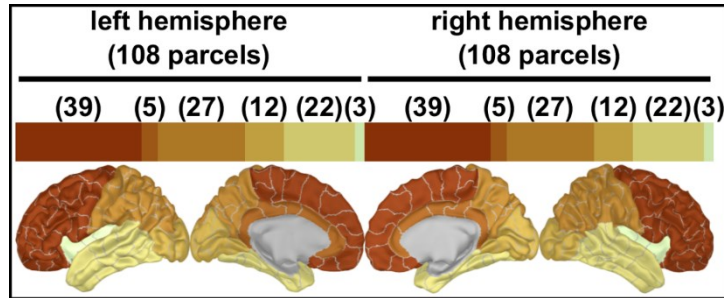 left hemisphere
(108 parcels)
right hemisphere
(108 parcels)
(39) (5) (27) (12) (22) (3) (39) (5) (27) (12) (22) (3)